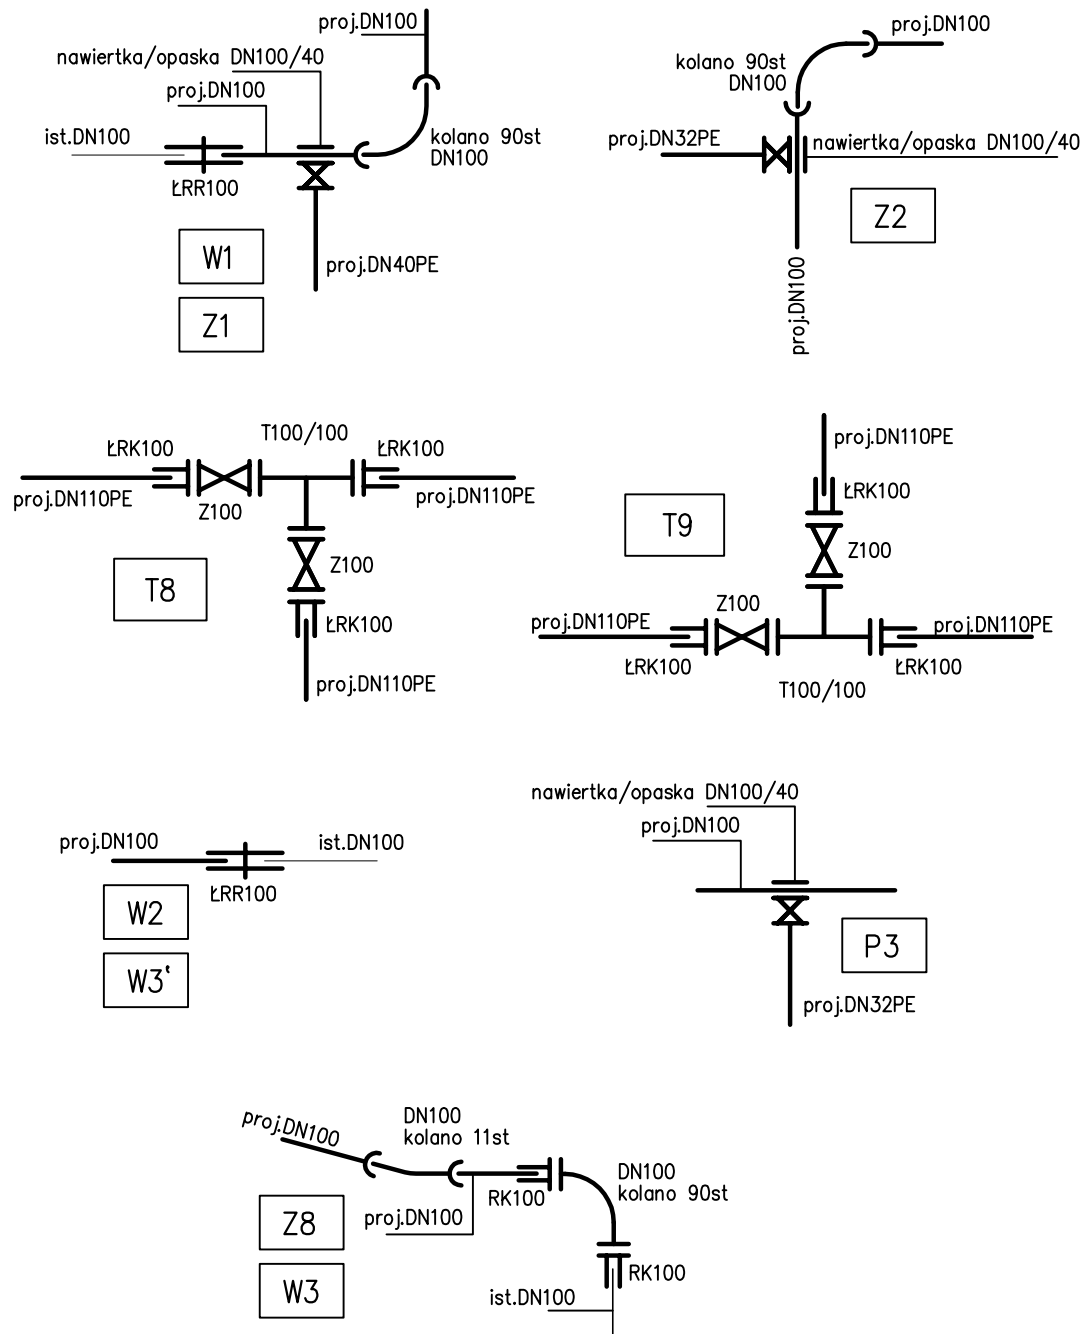 proj.DN100
nawiertka/opaska DN100/40
proj.DN100
ist.DN100
kolano 90st
DN100
ŁRR100
W1
proj.DN40PE
Z1
proj.DN100
kolano 90st
DN100
proj.DN32PE
nawiertka/opaska DN100/40
Z2
proj.DN100
T100/100
ŁRK100
ŁRK100
proj.DN110PE
proj.DN110PE
Z100
Z100
T8
ŁRK100
proj.DN110PE
proj.DN110PE
ŁRK100
T9
Z100
Z100
proj.DN110PE
proj.DN110PE
ŁRK100
ŁRK100
T100/100
proj.DN100
ist.DN100
ŁRR100
W2
W3'
nawiertka/opaska DN100/40
proj.DN100
P3
proj.DN32PE
proj.DN100
DN100
kolano 11st
DN100
kolano 90st
RK100
proj.DN100
Z8
W3
RK100
ist.DN100